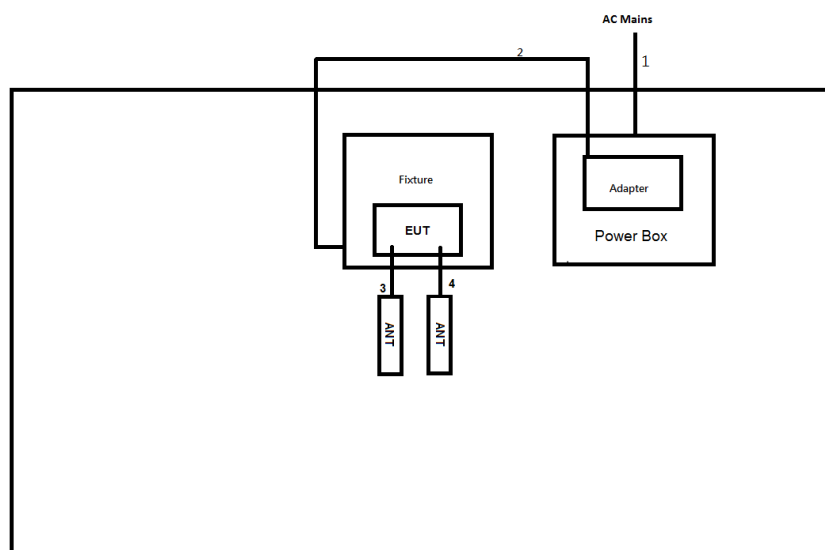 AC Mains
2
1
Fixture
Adapter
EUT
Power Box
3
4
ANT
ANT